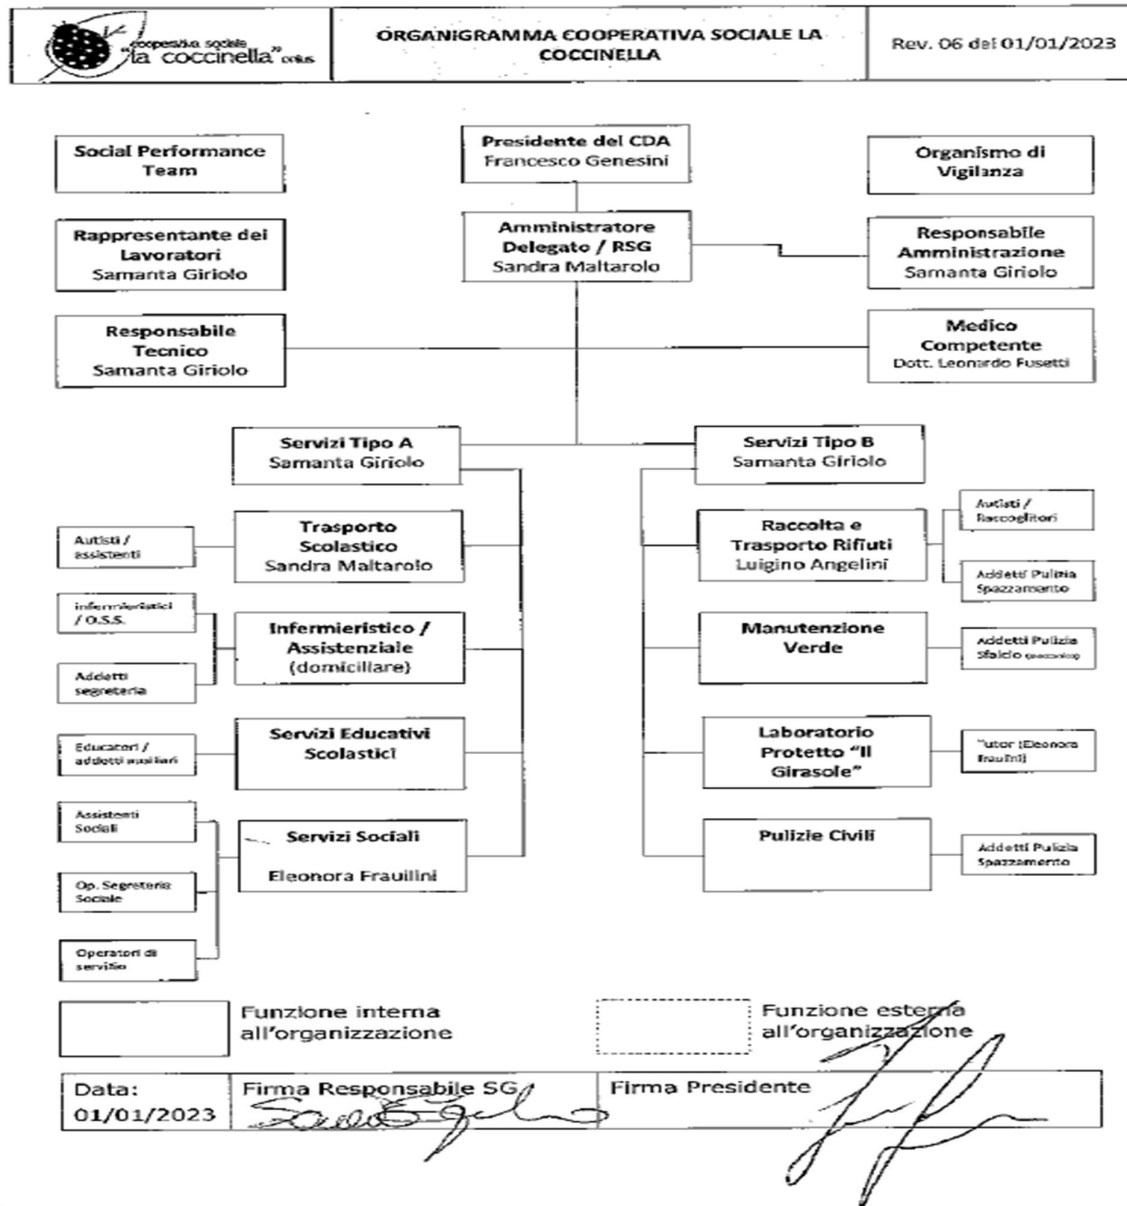 cooperativa sociale
"la coccinella" onlus
ORGANIGRAMMA COOPERATIVA SOCIALE LA
COCCINELLA
Rev. 06 del 01/01/2023
Social Performance
Team
Presidente del CDA
Francesco Genesini
Organismo di
Vigilanza
Rappresentante dei
Lavoratori
Samanta Giriolo
Amministratore
Delegato / RSG
Sandra Maltarolo
Responsabile
Amministrazione
Samanta Giriolo
Responsabile
Tecnico
Samanta Giriolo
Medico
Competente
Dott. Leonardo Fusetti
Servizi Tipo A
Samanta Giriolo
Servizi Tipo B
Samanta Giriolo
Autisti /
assistenti
Trasporto
Scolastico
Sandra Maltarolo
Raccolta e
Trasporto Rifiuti
Luigino Angelini
Autisti /
Raccoglitori
Addetti Pulizia
Spazzamento
infermieristici
/ O.S.S.
Addetti
segreteria
Infermieristico /
Assistenziale
(domiciliare)
Manutenzione
Verde
Addetti Pulizia
Sfalcio
Educatori /
addetti ausiliari
Servizi Educativi
Scolastici
Laboratorio
Protetto "Il
Girasole"
Tutor (Eleonora
Fraulini)
Assistenti
Sociali
Op. Segreteria
Sociale
Operatori di
servizio
Servizi Sociali
Eleonora Frauilini
Pulizie Civili
Addetti Pulizia
Spazzamento
Funzione interna
all'organizzazione
Funzione esterna
all'organizzazione
Data:
01/01/2023
Firma Responsabile SG
Firma Presidente